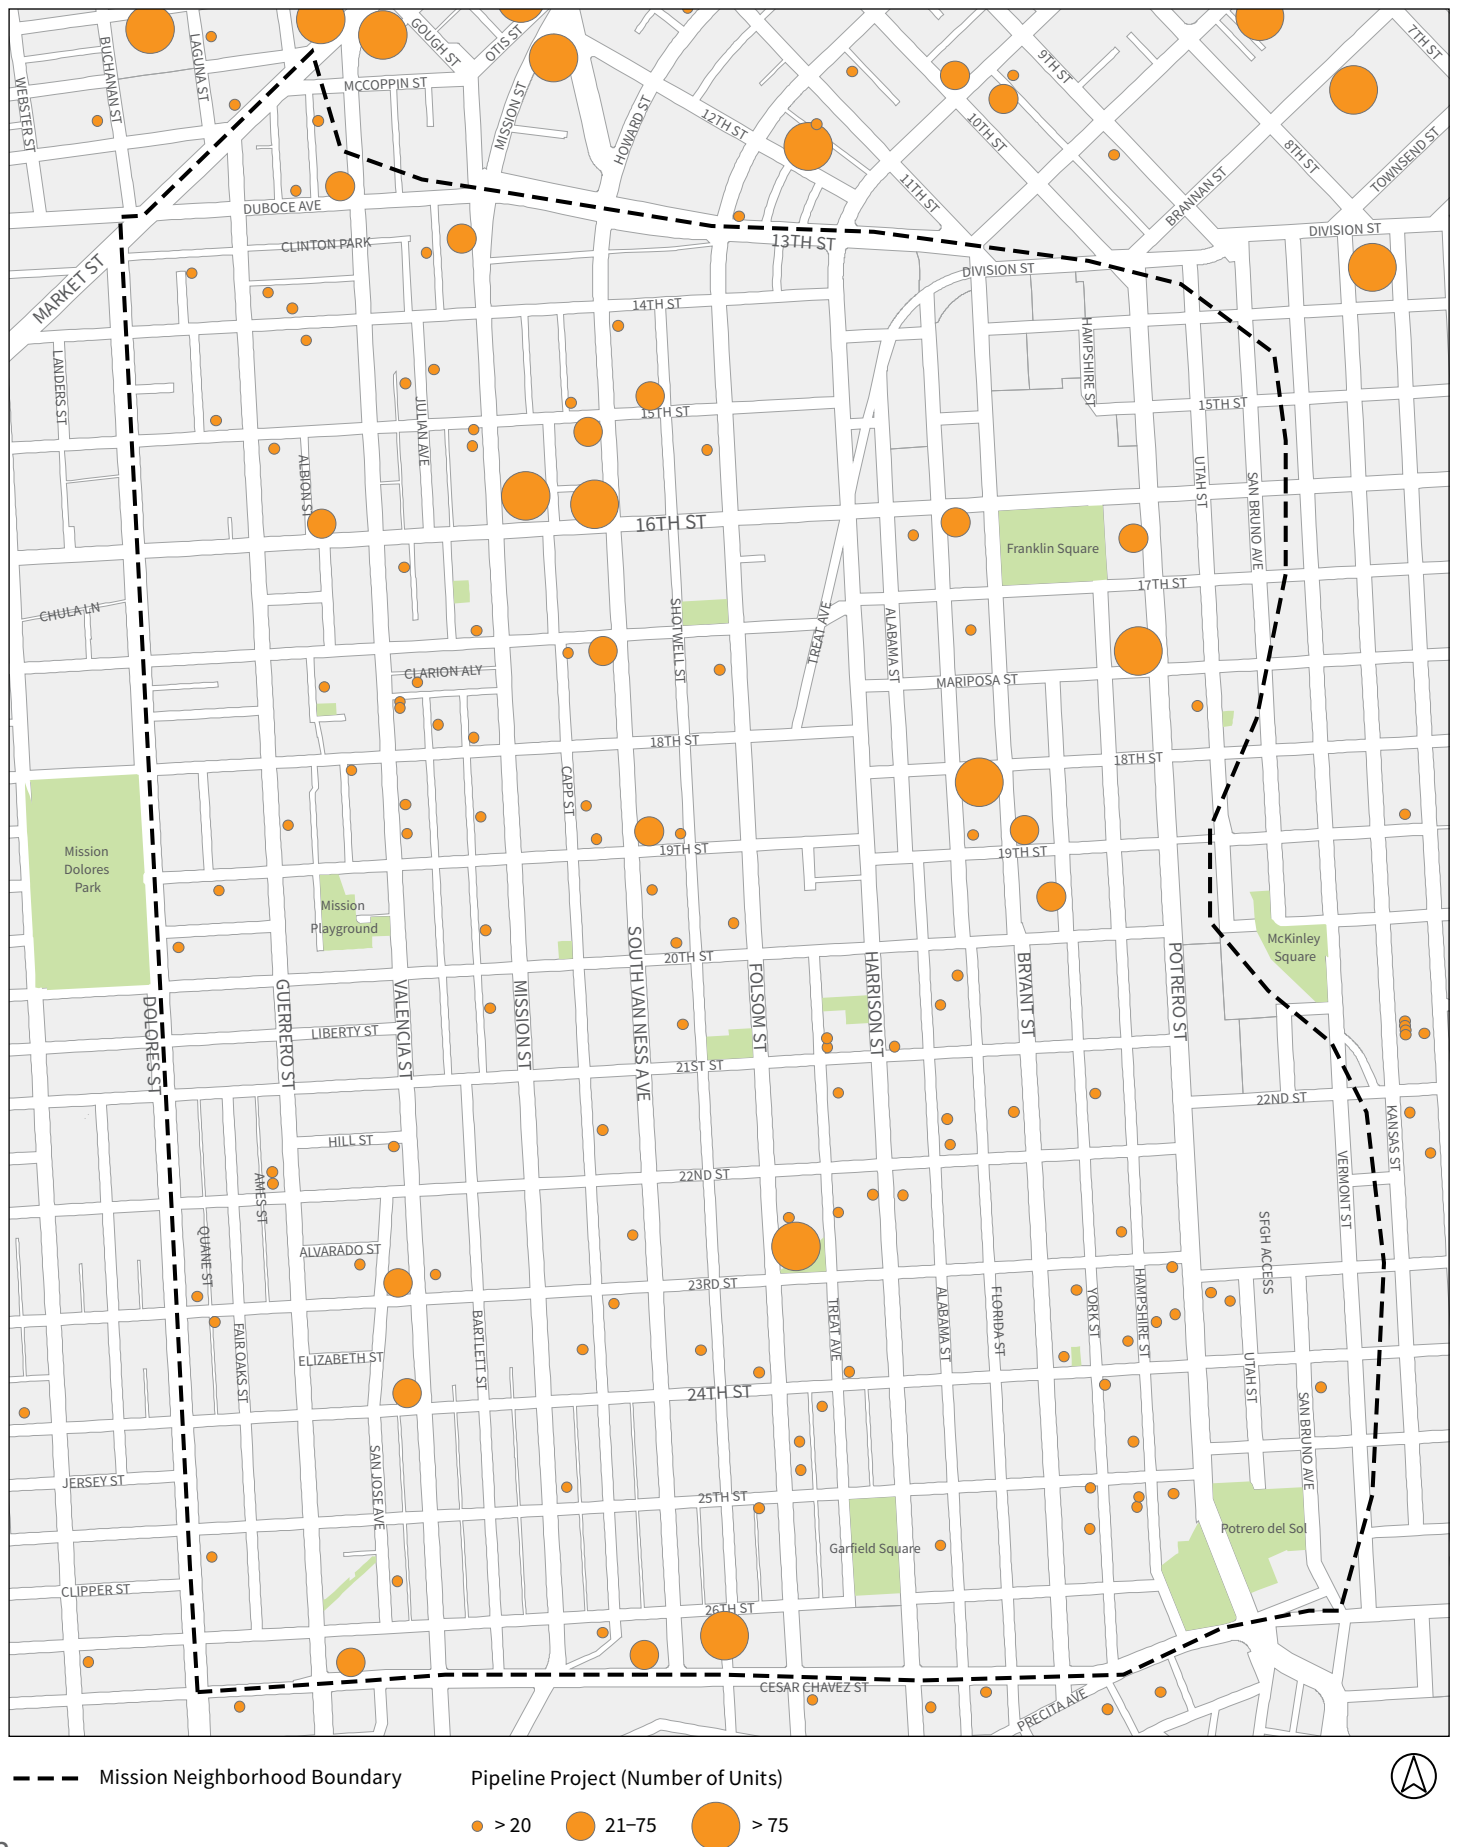 GOUGH ST
OTIS ST
7TH ST
BUCHANAN ST
LAGUNA ST
WEBSTER ST
MCCOPPIN ST
MISSION ST
HOWARD ST
12TH ST
9TH ST
10TH ST
11TH ST
8TH ST
TOWNSEND ST
BRANNAN ST
DUBOCE AVE
CLINTON PARK
13TH ST
DIVISION ST
DIVISION ST
MARKET ST
14TH ST
HAMPSHIRE ST
LANDERS ST
JULIAN AVE
15TH ST
15TH ST
ALBION ST
UTAH ST
SAN BRUNO AVE
16TH ST
Franklin Square
17TH ST
CHULA LN
SHOTWELL ST
TREAT AVE
ALABAMA ST
CLARION ALY
MARIPOSA ST
18TH ST
18TH ST
CAPP ST
Mission
Dolores
Park
19TH ST
19TH ST
Mission
Playground
McKinley
Square
20TH ST
DOLORES ST
GUERRERO ST
VALENCIA ST
MISSION ST
SOUTH VAN NESS AVE
FOLSOM ST
HARRISON ST
BRYANT ST
POTRERO ST
LIBERTY ST
21ST ST
22ND ST
HILL ST
KANSAS ST
VERMONT ST
22ND ST
AMES ST
QUANE ST
ALVARADO ST
SFGH ACCESS
23RD ST
FAIR OAKS ST
BARTLETT ST
TREAT AVE
ALABAMA ST
FLORIDA ST
YORK ST
HAMPSHIRE ST
ELIZABETH ST
UTAH ST
24TH ST
SAN BRUNO AVE
SAN JOSE AVE
JERSEY ST
25TH ST
Potrero del Sol
Garfield Square
CLIPPER ST
26TH ST
CESAR CHAVEZ ST
PRECITA AVE
Mission Neighborhood Boundary
Pipeline Project (Number of Units)
> 20
21–75
> 75